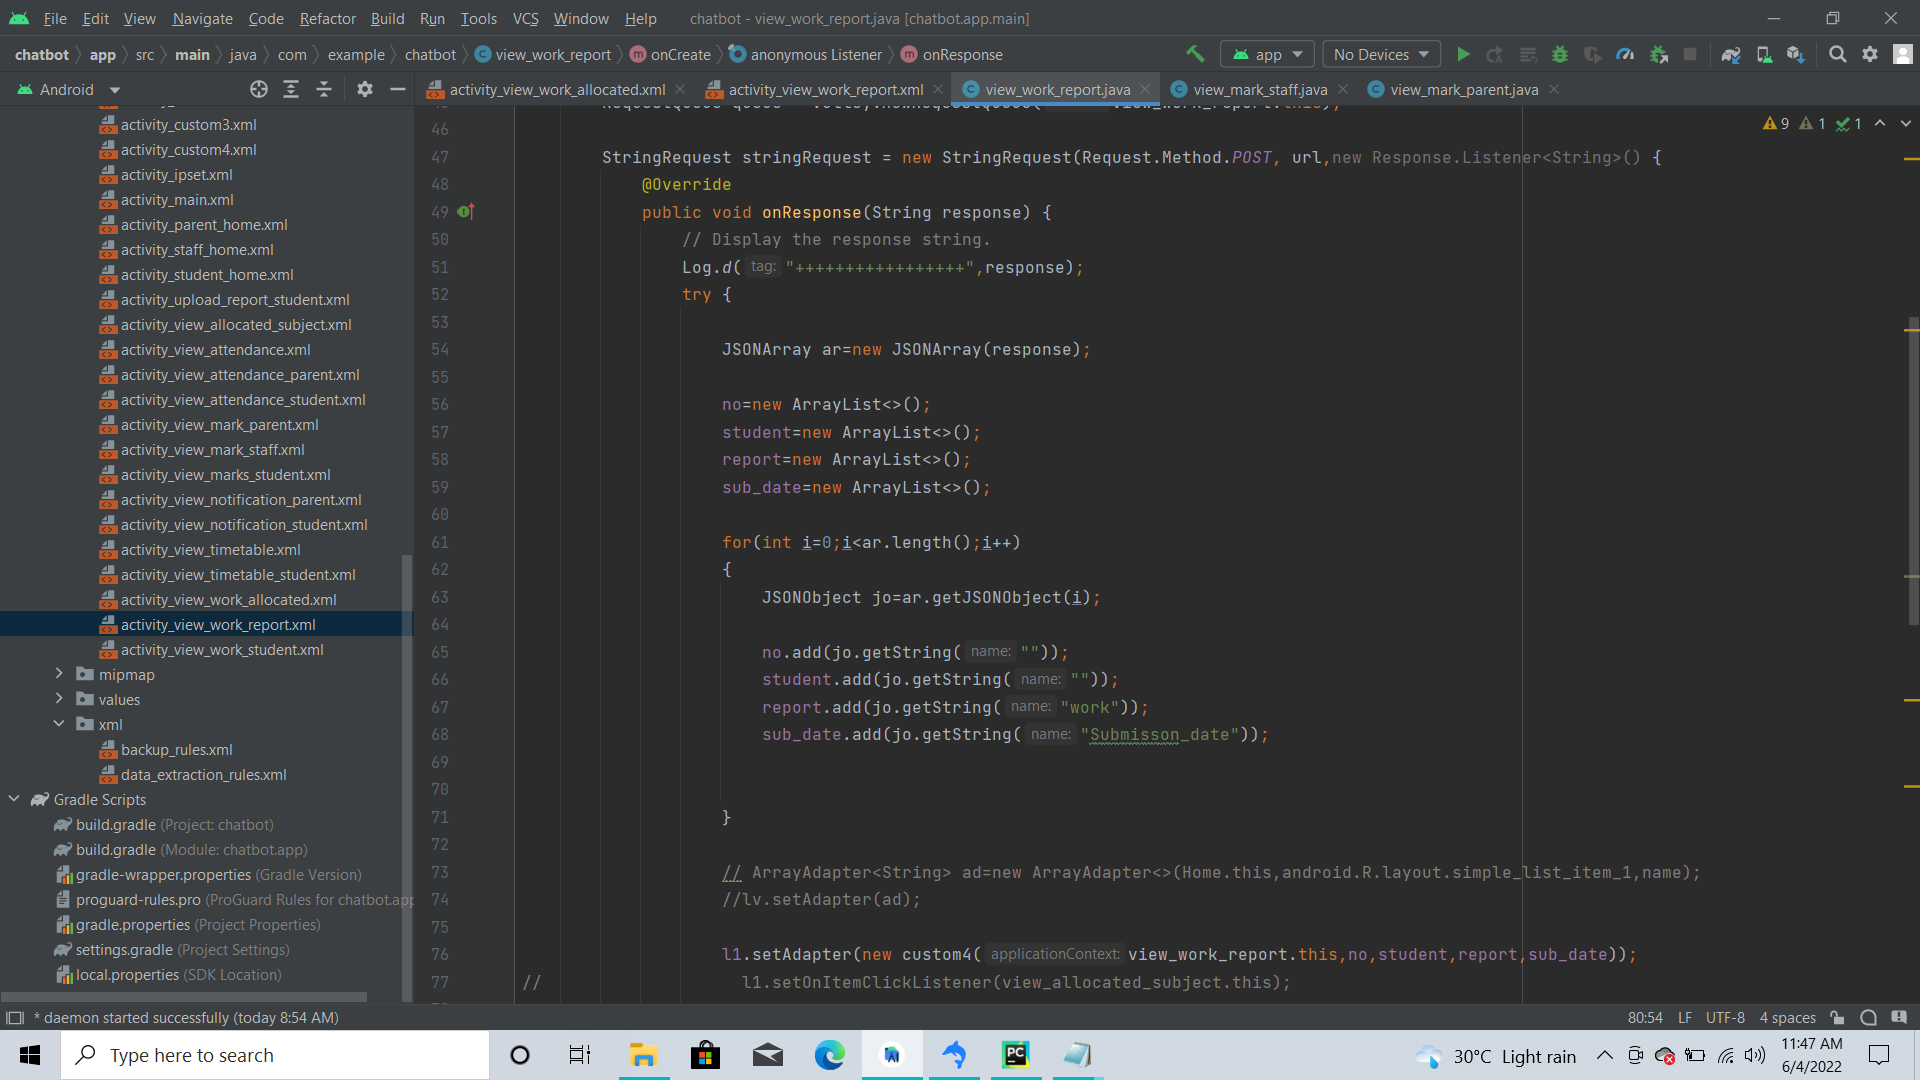 File Edit View Navigate Code Refactor Build Run Tools VCS Window Help chatbot - view_work_report.java [chatbot.app.main]
chatbot app src main java com example chatbot view_work_report onCreate anonymous Listener onResponse app No Devices
Android
activity_view_work_allocated.xml activity_view_work_report.xml view_work_report.java view_mark_staff.java view_mark_parent.java
9 1 1
activity_custom3.xml
activity_custom4.xml
activity_ipset.xml
activity_main.xml
activity_parent_home.xml
activity_staff_home.xml
activity_student_home.xml
activity_upload_report_student.xml
activity_view_allocated_subject.xml
activity_view_attendance.xml
activity_view_attendance_parent.xml
activity_view_attendance_student.xml
activity_view_mark_parent.xml
activity_view_mark_staff.xml
activity_view_marks_student.xml
activity_view_notification_parent.xml
activity_view_notification_student.xml
activity_view_timetable.xml
activity_view_timetable_student.xml
activity_view_work_allocated.xml
activity_view_work_report.xml
activity_view_work_student.xml
mipmap
values
xml
backup_rules.xml
data_extraction_rules.xml
Gradle Scripts
build.gradle (Project: chatbot)
build.gradle (Module: chatbot.app)
gradle-wrapper.properties (Gradle Version)
proguard-rules.pro (ProGuard Rules for chatbot.app
gradle.properties (Project Properties)
settings.gradle (Project Settings)
local.properties (SDK Location)
46
47 StringRequest stringRequest = new StringRequest(Request.Method.POST, url,new Response.Listener<String>() {
48 @Override
49 public void onResponse(String response) {
50 // Display the response string.
51 Log.d( tag: "+++++++++++++++++",response);
52 try {
53
54 JSONArray ar=new JSONArray(response);
55
56 no=new ArrayList<>();
57 student=new ArrayList<>();
58 report=new ArrayList<>();
59 sub_date=new ArrayList<>();
60
61 for(int i=0;i<ar.length();i++)
62 {
63 JSONObject jo=ar.getJSONObject(i);
64
65 no.add(jo.getString( name: ""));
66 student.add(jo.getString( name: ""));
67 report.add(jo.getString( name: "work"));
68 sub_date.add(jo.getString( name: "Submisson_date"));
69
70
71 }
72
73 // ArrayAdapter<String> ad=new ArrayAdapter<>(Home.this,android.R.layout.simple_list_item_1,name);
74 //lv.setAdapter(ad);
75
76 l1.setAdapter(new custom4( applicationContext: view_work_report.this,no,student,report,sub_date));
77 // l1.setOnItemClickListener(view_allocated_subject.this);
* daemon started successfully (today 8:54 AM) 80:54 LF UTF-8 4 spaces
Type here to search 30°C Light rain 11:47 AM
6/4/2022